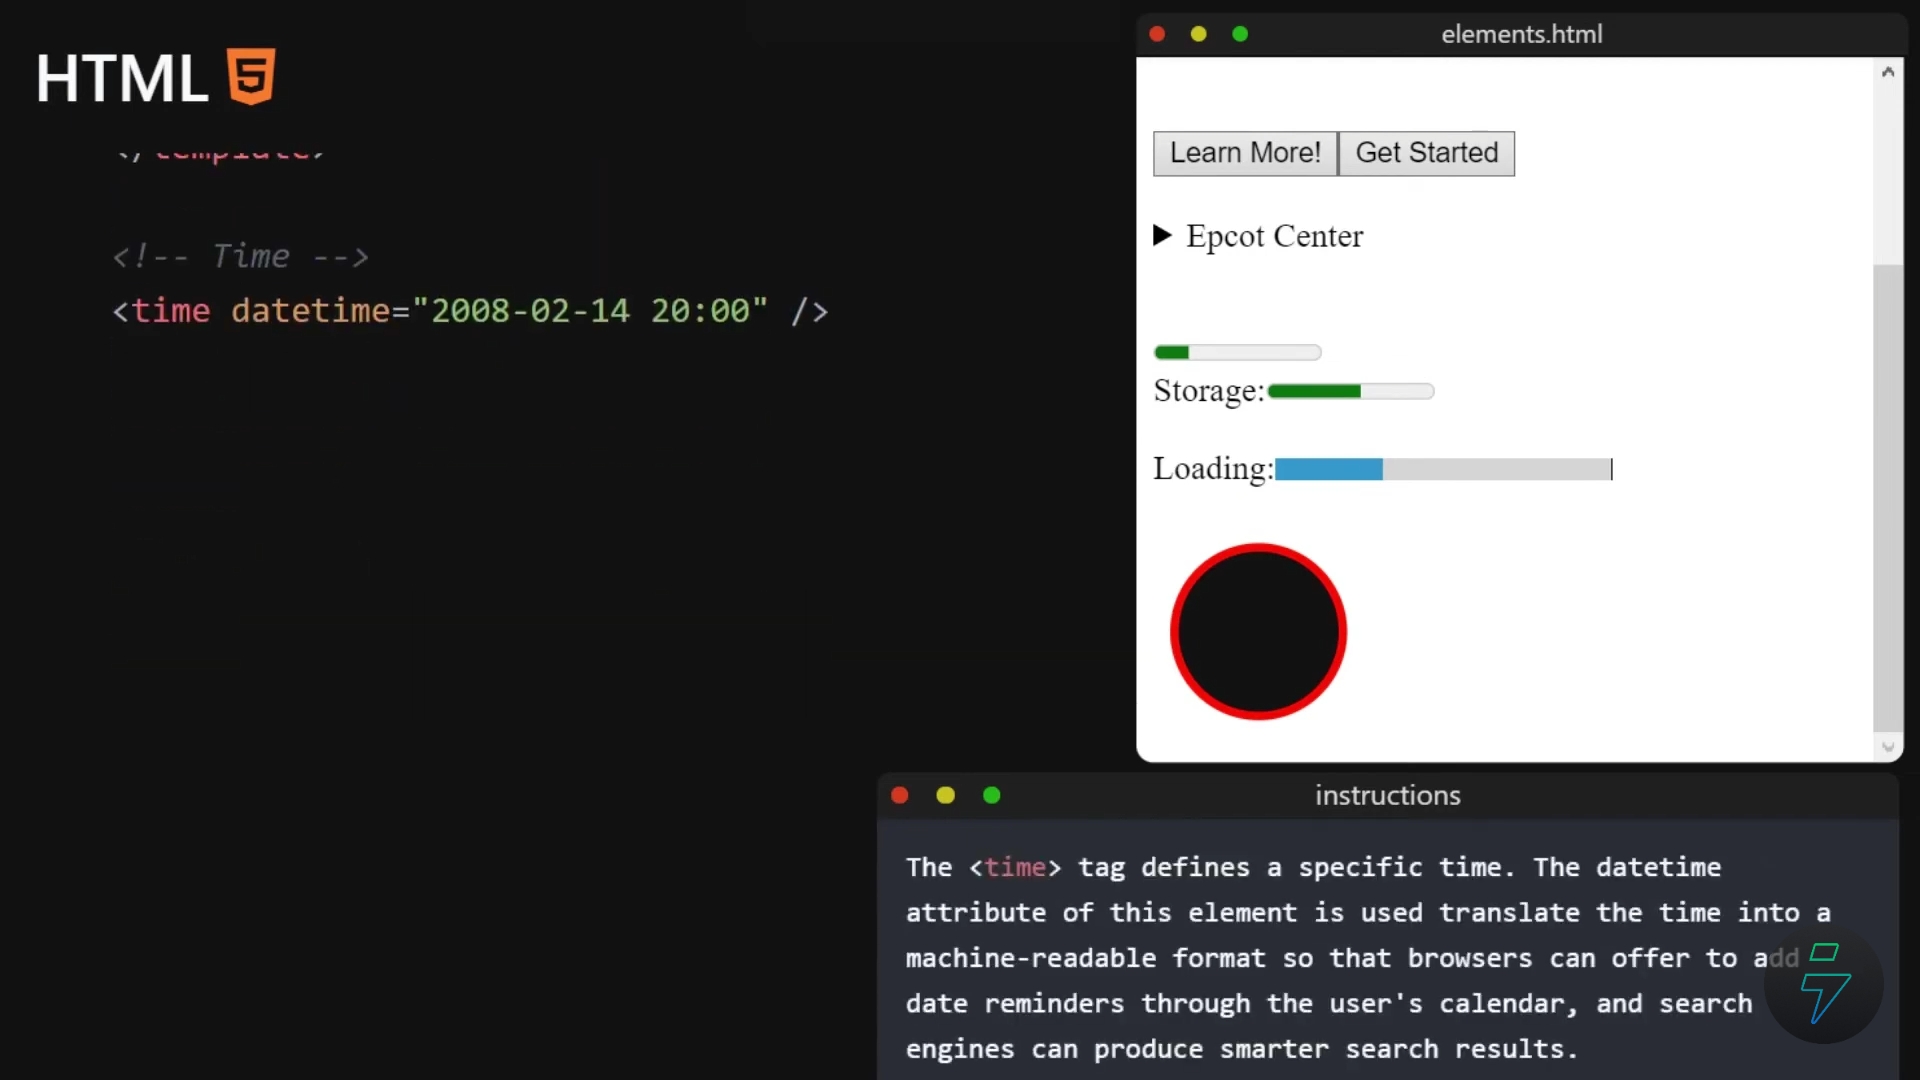 HTML 5
</template>
<!-- Time -->
<time datetime="2008-02-14 20:00" />
elements.html
Learn More! Get Started
Epcot Center
Storage:
Loading:
instructions
The <time> tag defines a specific time. The datetime
attribute of this element is used translate the time into a
machine-readable format so that browsers can offer to add
date reminders through the user's calendar, and search
engines can produce smarter search results.